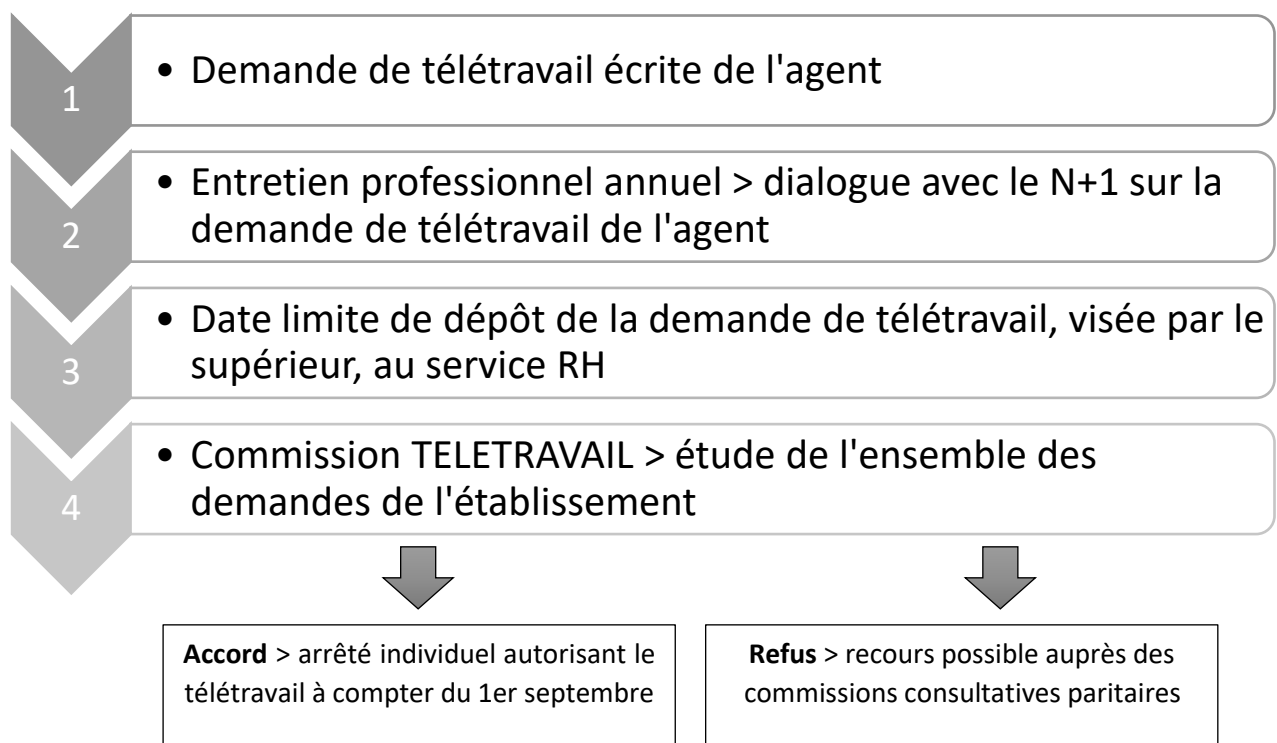 1
• Demande de télétravail écrite de l'agent
2
• Entretien professionnel annuel > dialogue avec le N+1 sur la
demande de télétravail de l'agent
3
• Date limite de dépôt de la demande de télétravail, visée par le
supérieur, au service RH
4
• Commission TELETRAVAIL > étude de l'ensemble des
demandes de l'établissement
Accord > arrêté individuel autorisant le
télétravail à compter du 1er septembre
Refus > recours possible auprès des
commissions consultatives paritaires